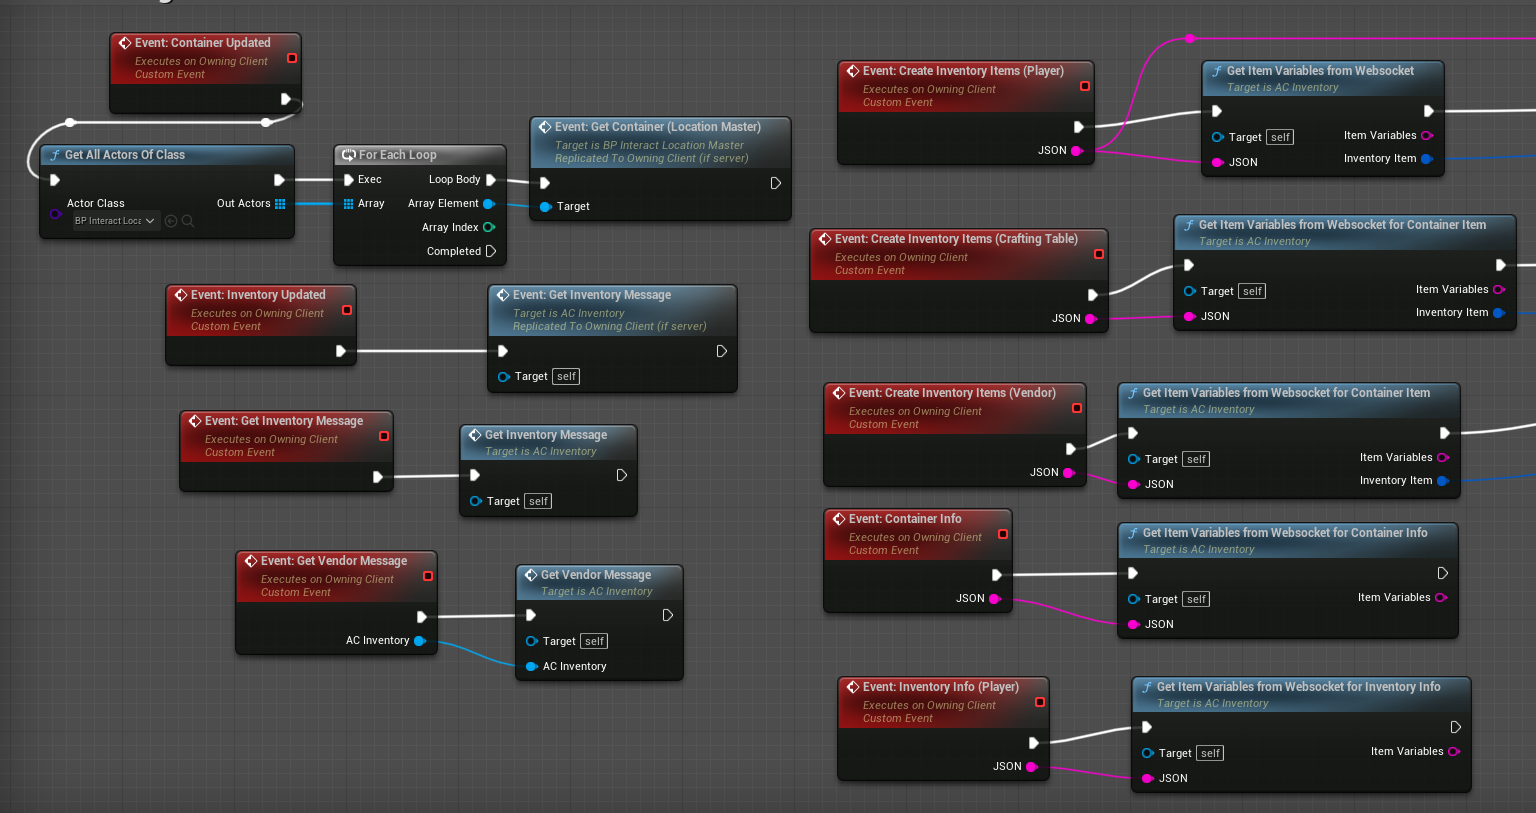 Event: Container Updated
Executes on Owning Client
Custom Event
Get All Actors Of Class
Actor Class
Out Actors
BP Interact Loca
For Each Loop
Exec
Loop Body
Array
Array Element
Array Index
Completed
Event: Get Container (Location Master)
Target is BP Interact Location Master
Replicated To Owning Client (if server)
Target
Event: Inventory Updated
Executes on Owning Client
Custom Event
Event: Get Inventory Message
Target is AC Inventory
Replicated To Owning Client (if server)
Target self
Event: Get Inventory Message
Executes on Owning Client
Custom Event
Get Inventory Message
Target is AC Inventory
Target self
Event: Get Vendor Message
Executes on Owning Client
Custom Event
AC Inventory
Get Vendor Message
Target is AC Inventory
Target self
AC Inventory
Event: Create Inventory Items (Player)
Executes on Owning Client
Custom Event
JSON
Get Item Variables from Websocket
Target is AC Inventory
Target self
Item Variables
JSON
Inventory Item
Event: Create Inventory Items (Crafting Table)
Executes on Owning Client
Custom Event
JSON
Get Item Variables from Websocket for Container Item
Target is AC Inventory
Target self
Item Variables
JSON
Inventory Item
Event: Create Inventory Items (Vendor)
Executes on Owning Client
Custom Event
JSON
Get Item Variables from Websocket for Container Item
Target is AC Inventory
Target self
Item Variables
JSON
Inventory Item
Event: Container Info
Executes on Owning Client
Custom Event
JSON
Get Item Variables from Websocket for Container Info
Target is AC Inventory
Target self
Item Variables
JSON
Event: Inventory Info (Player)
Executes on Owning Client
Custom Event
JSON
Get Item Variables from Websocket for Inventory Info
Target is AC Inventory
Target self
Item Variables
JSON